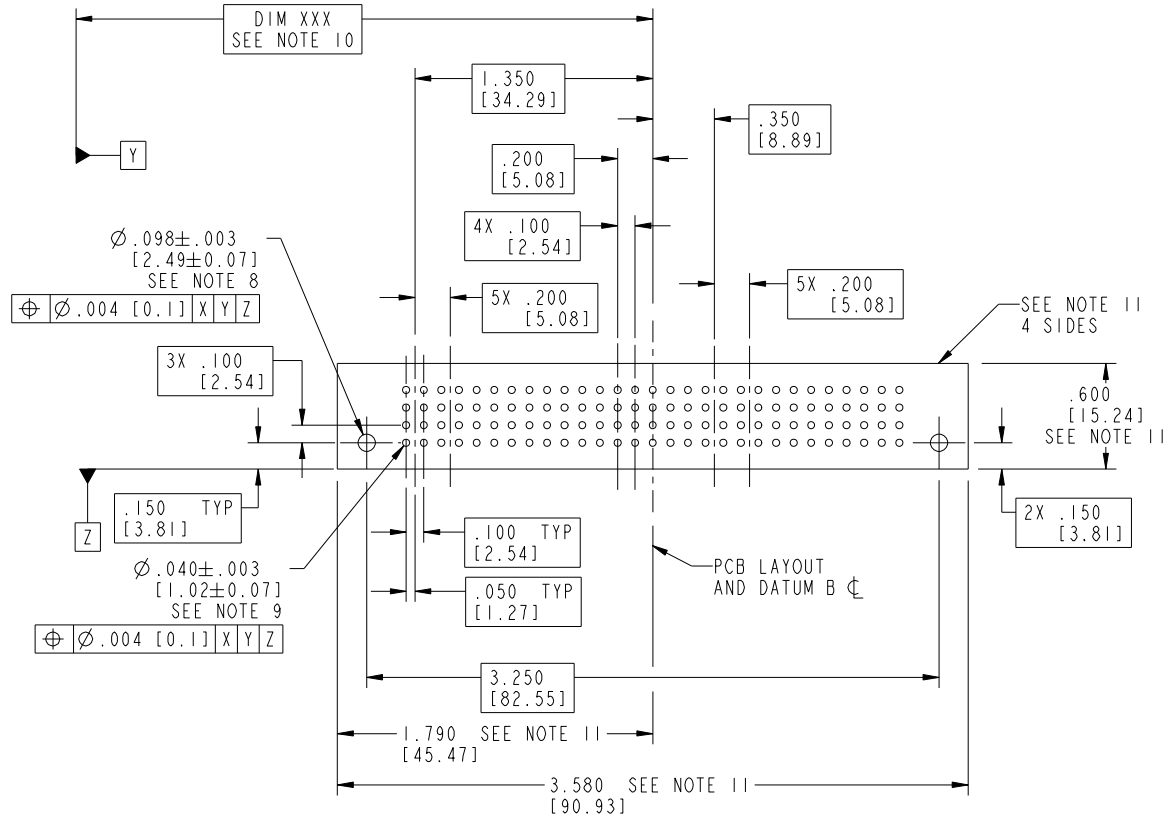 DIM XXX
SEE NOTE 10
1.350
[34.29]
.350
[8.89]
Y
.200
[5.08]
4X .100
[2.54]
Ø.098±.003
[2.49±0.07]
SEE NOTE 8
⌖ Ø.004 [0.1] X Y Z
5X .200
[5.08]
5X .200
[5.08]
SEE NOTE 11
4 SIDES
3X .100
[2.54]
.600
[15.24]
SEE NOTE 11
.150 TYP
[3.81]
Z
.100 TYP
[2.54]
2X .150
[3.81]
Ø.040±.003
[1.02±0.07]
SEE NOTE 9
⌖ Ø.004 [0.1] X Y Z
.050 TYP
[1.27]
PCB LAYOUT
AND DATUM B ℄
3.250
[82.55]
1.790 SEE NOTE 11
[45.47]
3.580 SEE NOTE 11
[90.93]